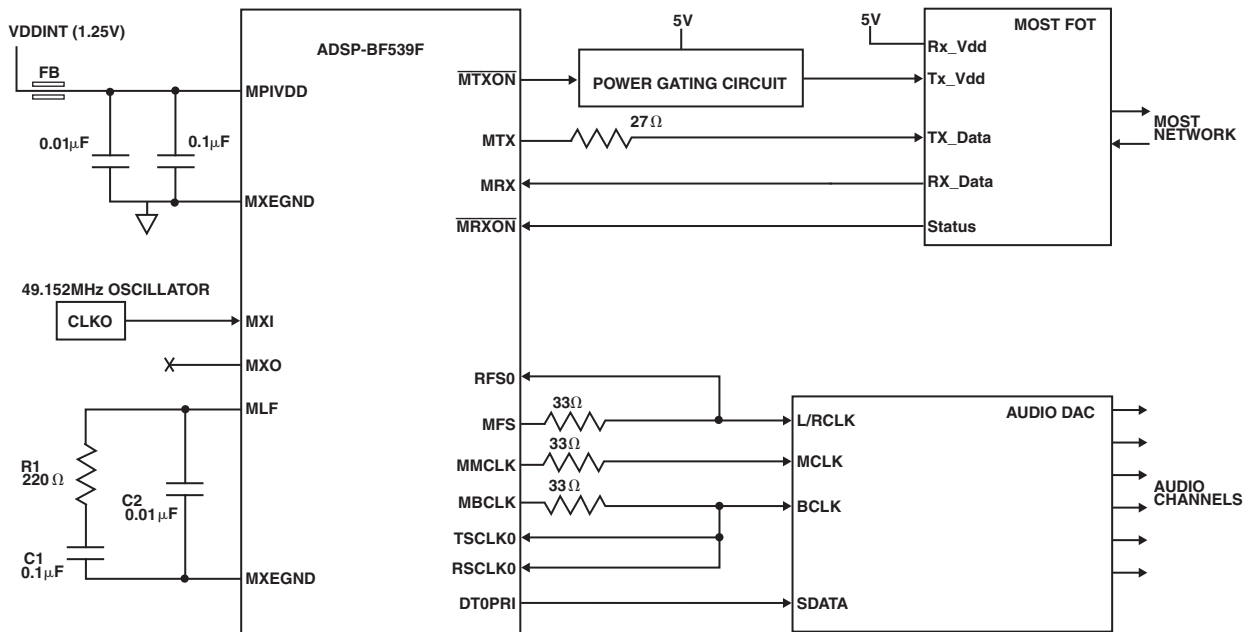 VDDINT (1.25V)
FB
0.01μF
0.1μF
MPIVDD
MXEGND
49.152MHz OSCILLATOR
CLKO
MXI
MXO
MLF
R1
220Ω
C2
0.01μF
C1
0.1μF
MXEGND
ADSP-BF539F
MTXON
MTX
MRX
MRXON
RFS0
MFS
MMCLK
MBCLK
TSCLK0
RSCLK0
DT0PRI
5V
POWER GATING CIRCUIT
27Ω
5V
MOST FOT
Rx_Vdd
Tx_Vdd
TX_Data
RX_Data
Status
MOST
NETWORK
33Ω
33Ω
33Ω
AUDIO DAC
L/RCLK
MCLK
BCLK
SDATA
AUDIO
CHANNELS